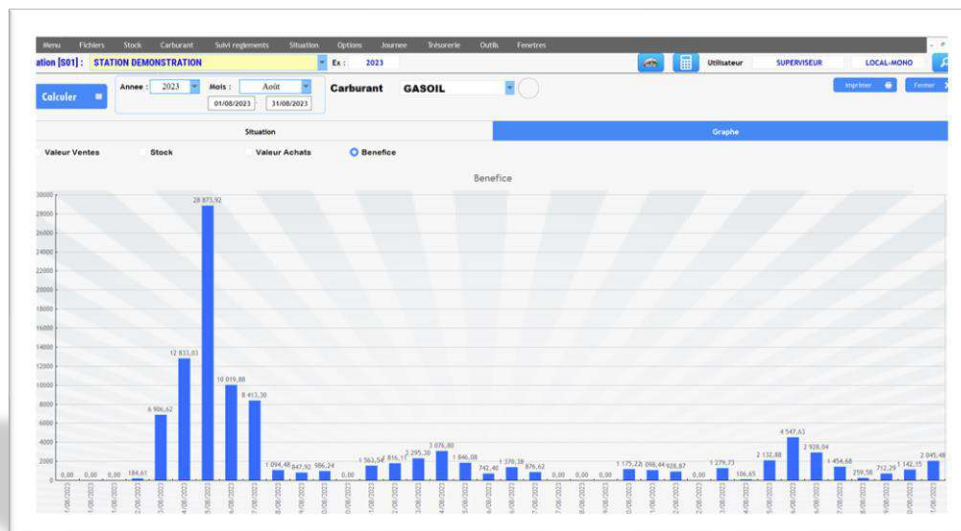 Menu Fichiers Stock Carburant Suivi reglements Situation Options Journee Trésorerie Outils Fenetres
ation [S01] : STATION DEMONSTRATION Ex : 2023 Utilisateur SUPERVISEUR LOCAL-MONO
Calculer Annee : 2023 Mois : Août Carburant GASOIL Imprimer Fermer
01/08/2023 31/08/2023
Situation Graphe
Valeur Ventes Stock Valeur Achats Benefice
Benefice
30000
28000
26000
24000
22000
20000
18000
16000
14000
12000
10000
8000
6000
4000
2000
0
0,00 0,00 0,00 184,61 6 906,62 12 833,03 28 873,92 10 019,88 8 413,30 1 094,48 847,92 986,24 0,00 1 563,54 2 295,30 3 076,80 1 846,08 742,40 1 370,38 876,62 0,00 0,00 0,00 1 175,22 1 098,44 928,87 0,00 1 279,73 106,65 2 132,88 4 547,63 2 928,04 1 454,68 259,58 712,29 1 142,15 2 045,48